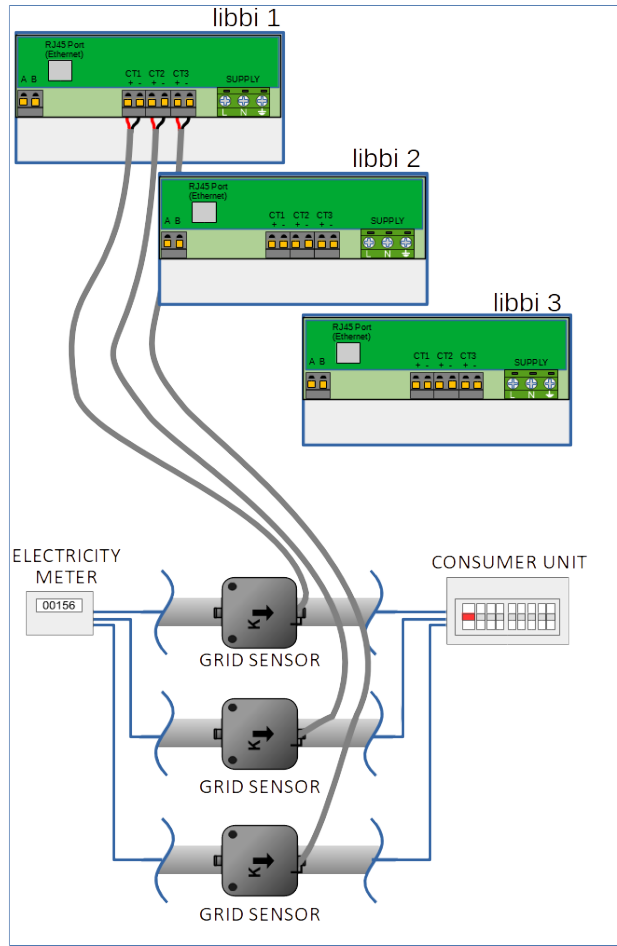 libbi 1
RJ45 Port
(Ethernet)
A B
CT1 CT2 CT3
+ - + - + -
SUPPLY
L N
libbi 2
RJ45 Port
(Ethernet)
A B
CT1 CT2 CT3
+ - + - + -
SUPPLY
L N
libbi 3
RJ45 Port
(Ethernet)
A B
CT1 CT2 CT3
+ - + - + -
SUPPLY
L N
ELECTRICITY
METER
00156
CONSUMER UNIT
K
GRID SENSOR
K
GRID SENSOR
K
GRID SENSOR